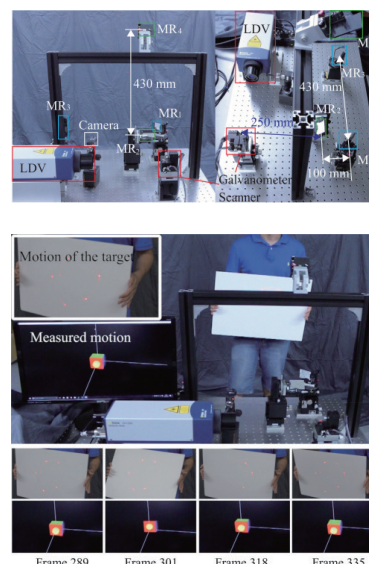 MR4
430 mm
MR3
Camera
MR1
LDV
MR2
LDV
430 mm
MR3
MR2
250 mm
100 mm
Galvanometer
Scanner
Motion of the target
Measured motion
Frame 289
Frame 301
Frame 318
Frame 335